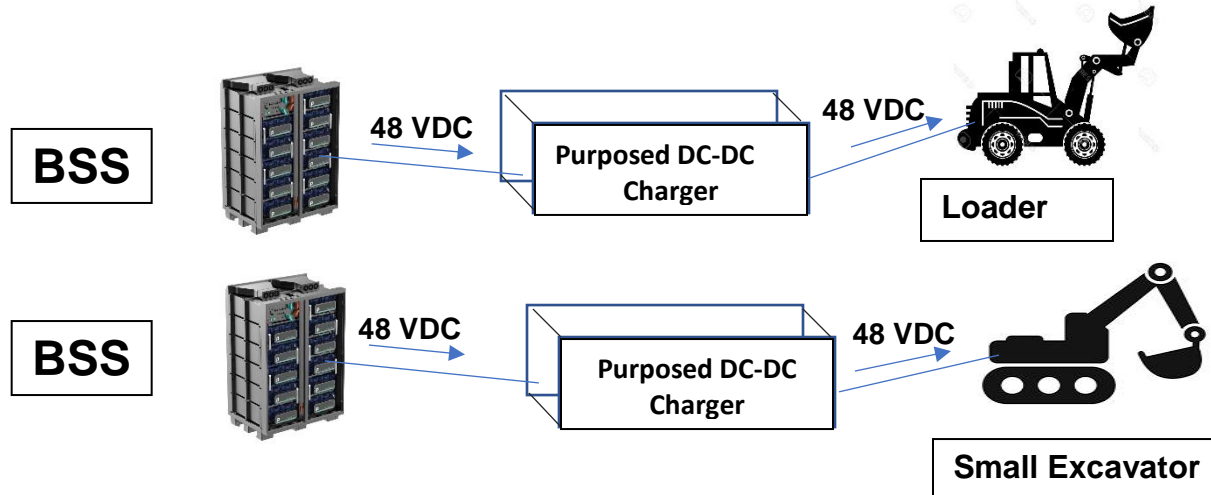 48 VDC
48 VDC
BSS
Purposed DC-DC
Charger
Loader
48 VDC
48 VDC
BSS
Purposed DC-DC
Charger
Small Excavator